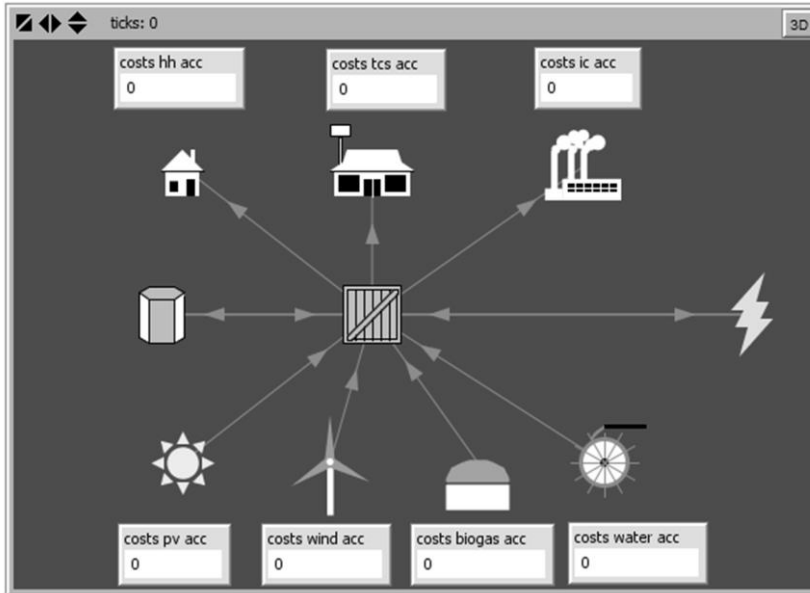 ticks: 0
3D
costs hh acc
0
costs tcs acc
0
costs ic acc
0
costs pv acc
0
costs wind acc
0
costs biogas acc
0
costs water acc
0